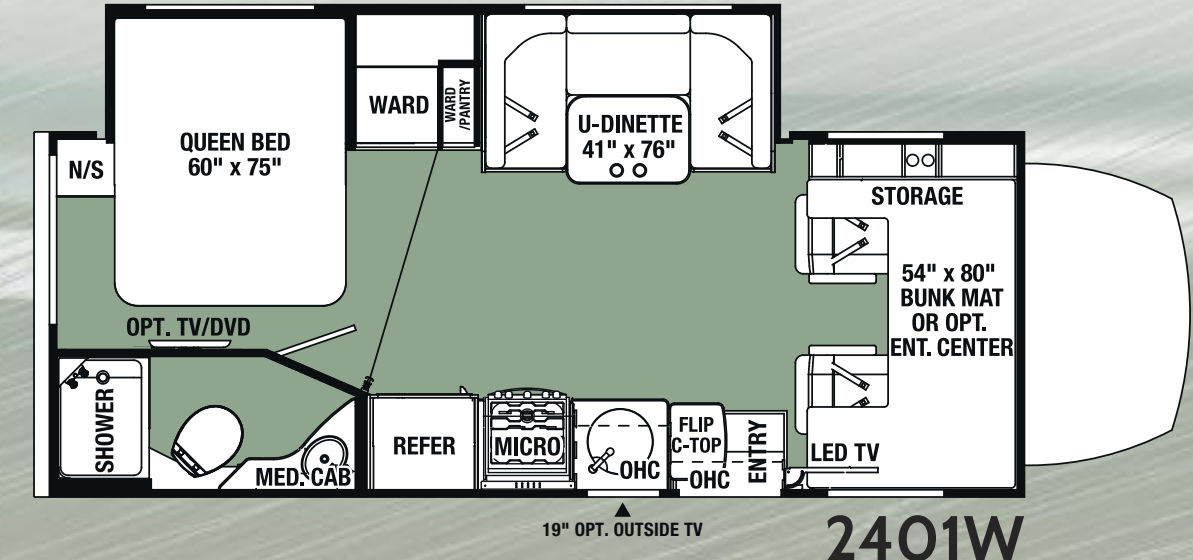 QUEEN BED
60" x 75"
N/S
WARD
WARD
/PANTRY
U-DINETTE
41" x 76"
STORAGE
54" x 80"
BUNK MAT
OR OPT.
ENT. CENTER
OPT. TV/DVD
SHOWER
MED. CAB
REFER
MICRO
OHC
FLIP
C-TOP
OHC
ENTRY
LED TV
19" OPT. OUTSIDE TV
2401W